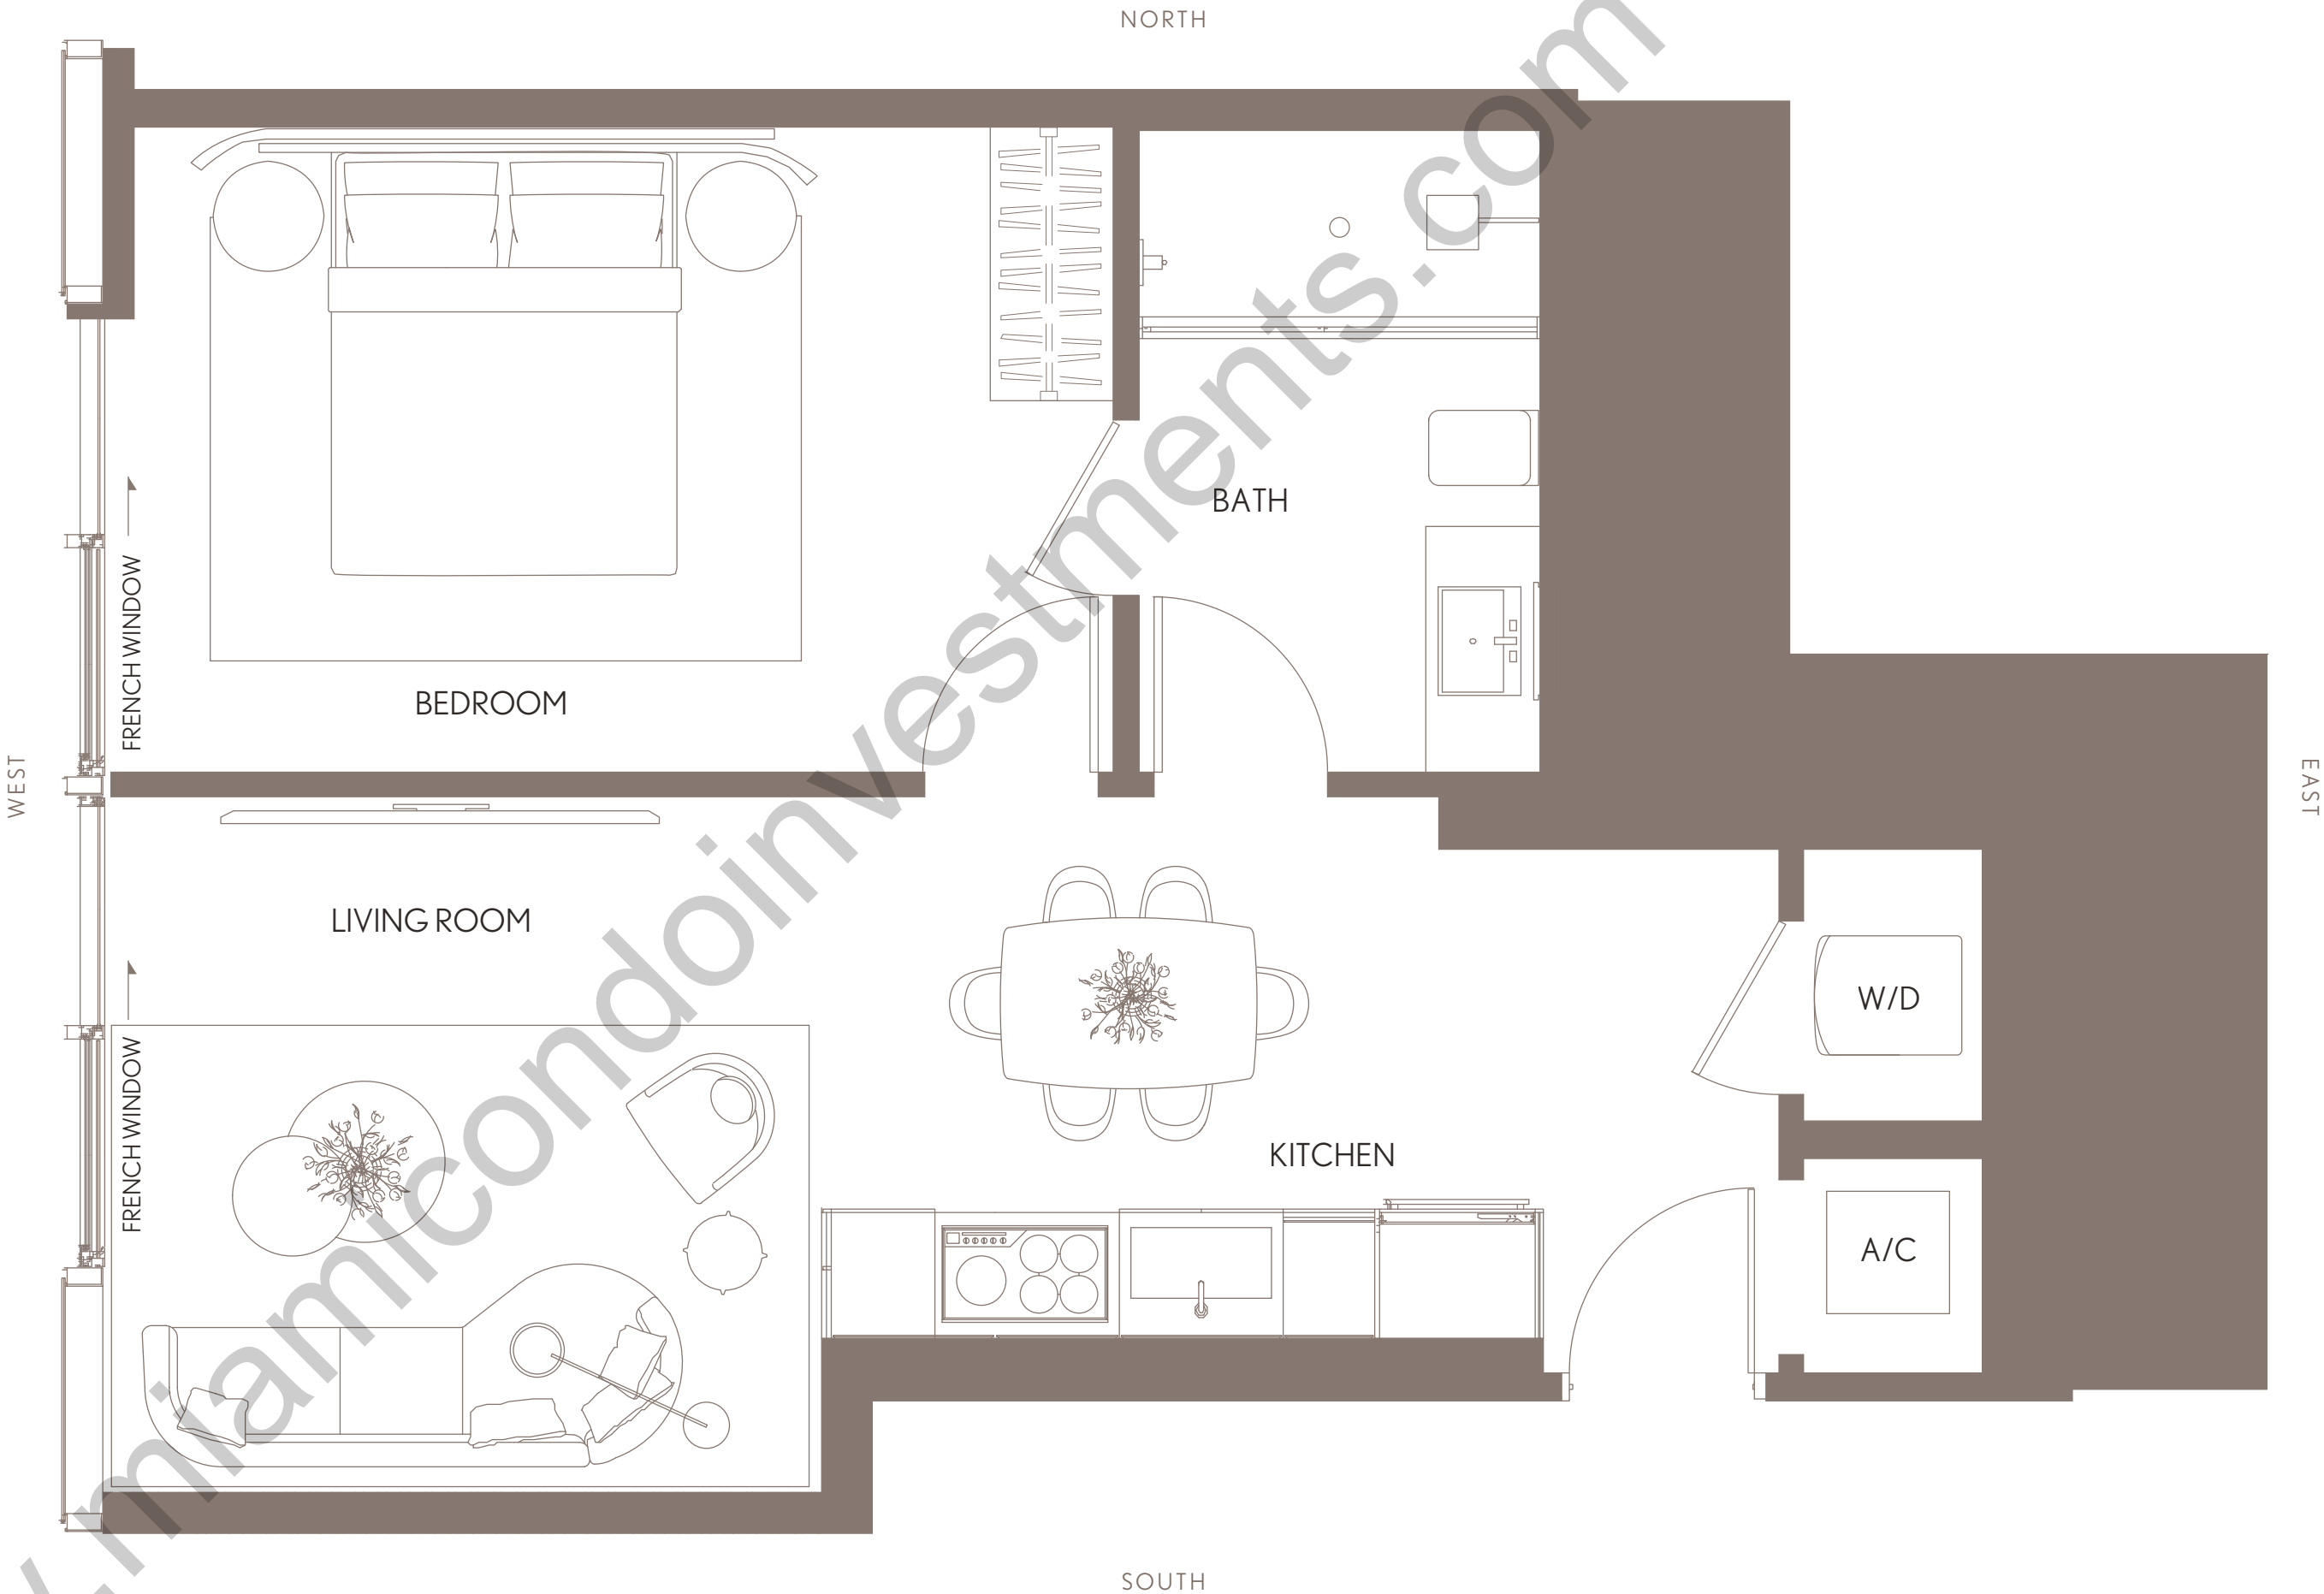 NORTH
BATH
FRENCH WINDOW
BEDROOM
WEST
EAST
LIVING ROOM
W/D
FRENCH WINDOW
KITCHEN
A/C
.miamicondoinvestments.com
SOUTH